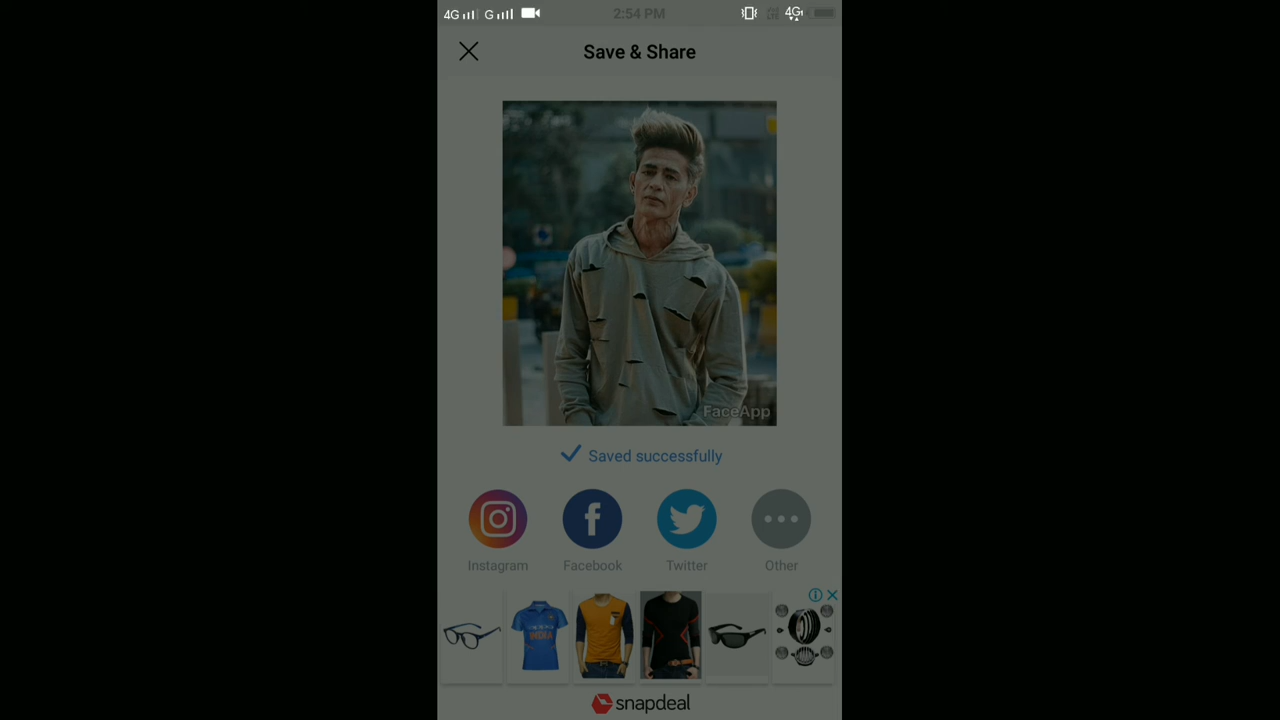 4G G 2:54 PM 4G
Save & Share
FaceApp
Saved successfully
Instagram Facebook Twitter Other
INDIA
snapdeal